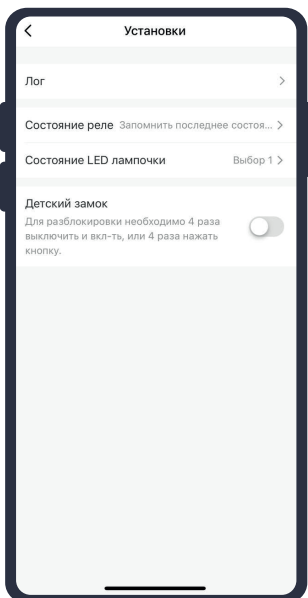 Установки
Лог
Состояние реле Запомнить последнее состоя...
Состояние LED лампочки Выбор 1
Детский замок
Для разблокировки необходимо 4 раза
выключить и вкл-ть, или 4 раза нажать
кнопку.